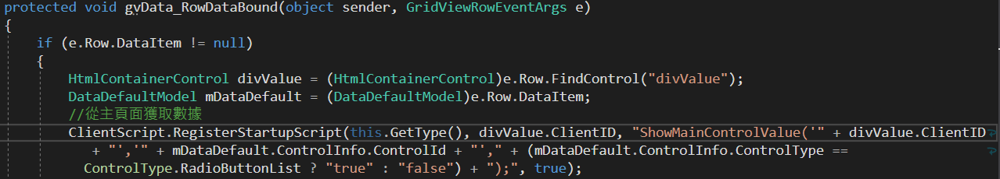 protected void gvData_RowDataBound(object sender, GridViewRowEventArgs e)
{
if (e.Row.DataItem != null)
{
HtmlContainerControl divValue = (HtmlContainerControl)e.Row.FindControl("divValue");
DataDefaultModel mDataDefault = (DataDefaultModel)e.Row.DataItem;
//從主頁面獲取數據
ClientScript.RegisterStartupScript(this.GetType(), divValue.ClientID, "ShowMainControlValue('" + divValue.ClientID
+ "','" + mDataDefault.ControlInfo.ControlId + "'," + (mDataDefault.ControlInfo.ControlType ==
ControlType.RadioButtonList ? "true" : "false") + ");", true);